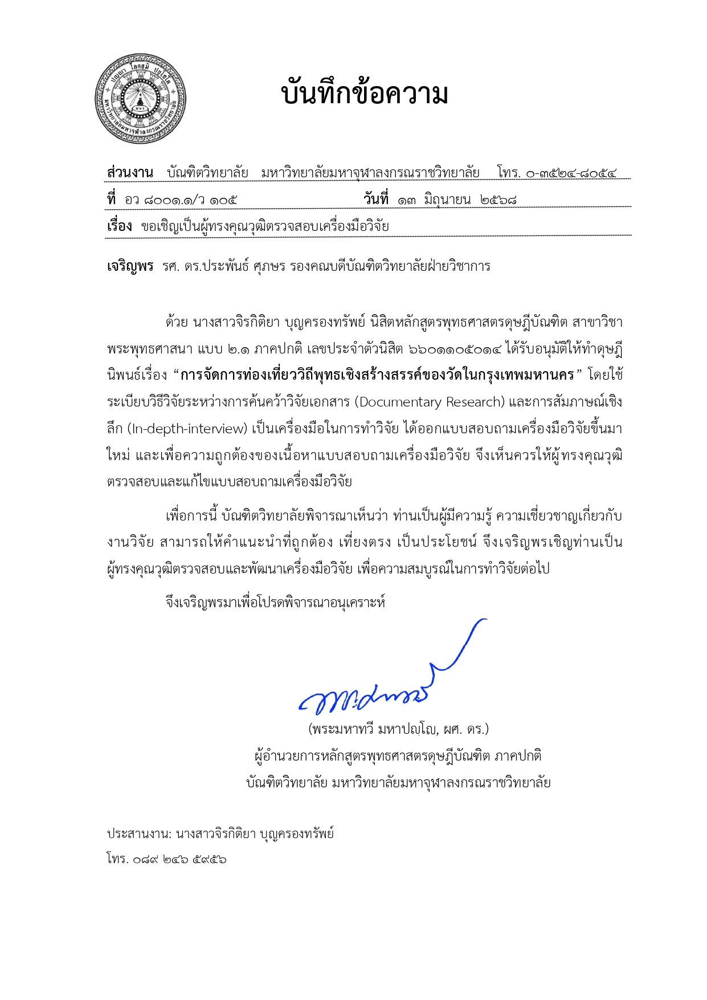 ปญฺญา โลกสฺมิ ปชฺโชโต
มจร
มหาวิทยาลัยมหาจุฬาลงกรณราชวิทยาลัย
บันทึกข้อความ
ส่วนงาน บัณฑิตวิทยาลัย มหาวิทยาลัยมหาจุฬาลงกรณราชวิทยาลัย โทร. ๐-๓๕๒๔-๘๐๕๔
ที่ อว ๘๐๐๑.๑/ว ๑๐๕ วันที่ ๑๓ มิถุนายน ๒๕๖๘
เรื่อง ขอเชิญเป็นผู้ทรงคุณวุฒิตรวจสอบเครื่องมือวิจัย
เจริญพร รศ. ดร.ประพันธ์ ศุภษร รองคณบดีบัณฑิตวิทยาลัยฝ่ายวิชาการ
ด้วย นางสาวจิรกิติยา บุญครองทรัพย์ นิสิตหลักสูตรพุทธศาสตรดุษฎีบัณฑิต สาขาวิชา
พระพุทธศาสนา แบบ ๒.๑ ภาคปกติ เลขประจำตัวนิสิต ๖๖๐๑๑๐๕๐๑๔ ได้รับอนุมัติให้ทำดุษฎี
นิพนธ์เรื่อง “การจัดการท่องเที่ยววิถีพุทธเชิงสร้างสรรค์ของวัดในกรุงเทพมหานคร” โดยใช้
ระเบียบวิธีวิจัยระหว่างการค้นคว้าวิจัยเอกสาร (Documentary Research) และการสัมภาษณ์เชิง
ลึก (In-depth-interview) เป็นเครื่องมือในการทำวิจัย ได้ออกแบบสอบถามเครื่องมือวิจัยขึ้นมา
ใหม่ และเพื่อความถูกต้องของเนื้อหาแบบสอบถามเครื่องมือวิจัย จึงเห็นควรให้ผู้ทรงคุณวุฒิ
ตรวจสอบและแก้ไขแบบสอบถามเครื่องมือวิจัย
เพื่อการนี้ บัณฑิตวิทยาลัยพิจารณาเห็นว่า ท่านเป็นผู้มีความรู้ ความเชี่ยวชาญเกี่ยวกับ
งานวิจัย สามารถให้คำแนะนำที่ถูกต้อง เที่ยงตรง เป็นประโยชน์ จึงเจริญพรเชิญท่านเป็น
ผู้ทรงคุณวุฒิตรวจสอบและพัฒนาเครื่องมือวิจัย เพื่อความสมบูรณ์ในการทำวิจัยต่อไป
จึงเจริญพรมาเพื่อโปรดพิจารณาอนุเคราะห์
(พระมหาทวี มหาปญฺโญ, ผศ. ดร.)
ผู้อำนวยการหลักสูตรพุทธศาสตรดุษฎีบัณฑิต ภาคปกติ
บัณฑิตวิทยาลัย มหาวิทยาลัยมหาจุฬาลงกรณราชวิทยาลัย
ประสานงาน: นางสาวจิรกิติยา บุญครองทรัพย์
โทร. ๐๘๙ ๒๔๖ ๕๙๕๖